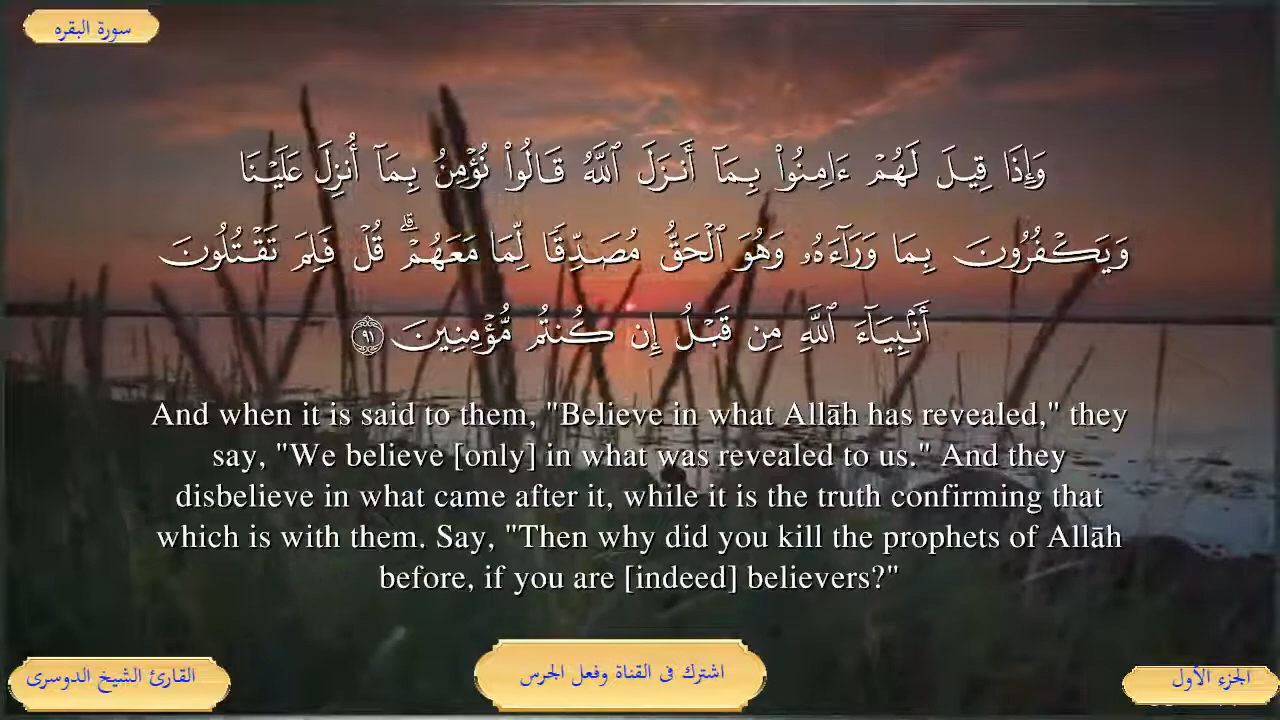 سورة البقره
وَإِذَا قِيلَ لَهُمْ ءَامِنُوا۟ بِمَآ أَنزَلَ ٱللَّهُ قَالُوا۟ نُؤْمِنُ بِمَآ أُنزِلَ عَلَيْنَا
وَيَكْفُرُونَ بِمَا وَرَآءَهُۥ وَهُوَ ٱلْحَقُّ مُصَدِّقًا لِّمَا مَعَهُمْ ۗ قُلْ فَلِمَ تَقْتُلُونَ
أَنۢبِيَآءَ ٱللَّهِ مِن قَبْلُ إِن كُنتُم مُّؤْمِنِينَ ٩١
And when it is said to them, "Believe in what Allāh has revealed," they
say, "We believe [only] in what was revealed to us." And they
disbelieve in what came after it, while it is the truth confirming that
which is with them. Say, "Then why did you kill the prophets of Allāh
before, if you are [indeed] believers?"
الجزء الأول
اشترك فى القناة وفعل الجرس
القارئ الشيخ الدوسرى